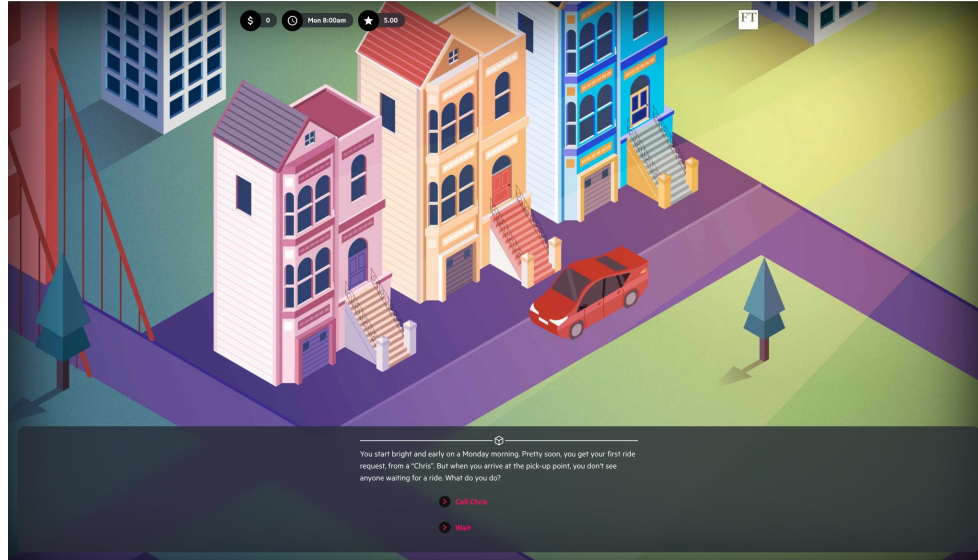 $ 0 Mon 8:00am 5.00 FT
You start bright and early on a Monday morning. Pretty soon, you get your first ride
request, from a "Chris". But when you arrive at the pick-up point, you don't see
anyone waiting for a ride. What do you do?
Call Chris
Wait